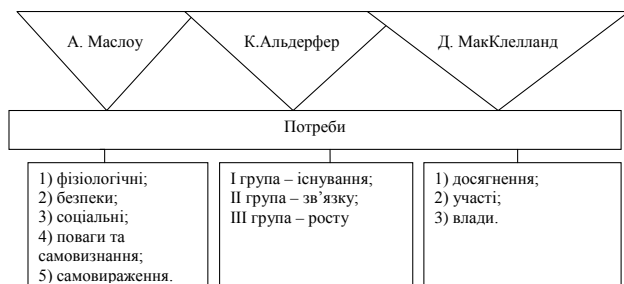 А. Маслоу
К.Альдерфер
Д. МакКлелланд
Потреби
1) фізіологічні;
2) безпеки;
3) соціальні;
4) поваги та
самовизнання;
5) самовираження.
І група – існування;
ІІ група – зв’язку;
ІІІ група – росту
1) досягнення;
2) участі;
3) влади.